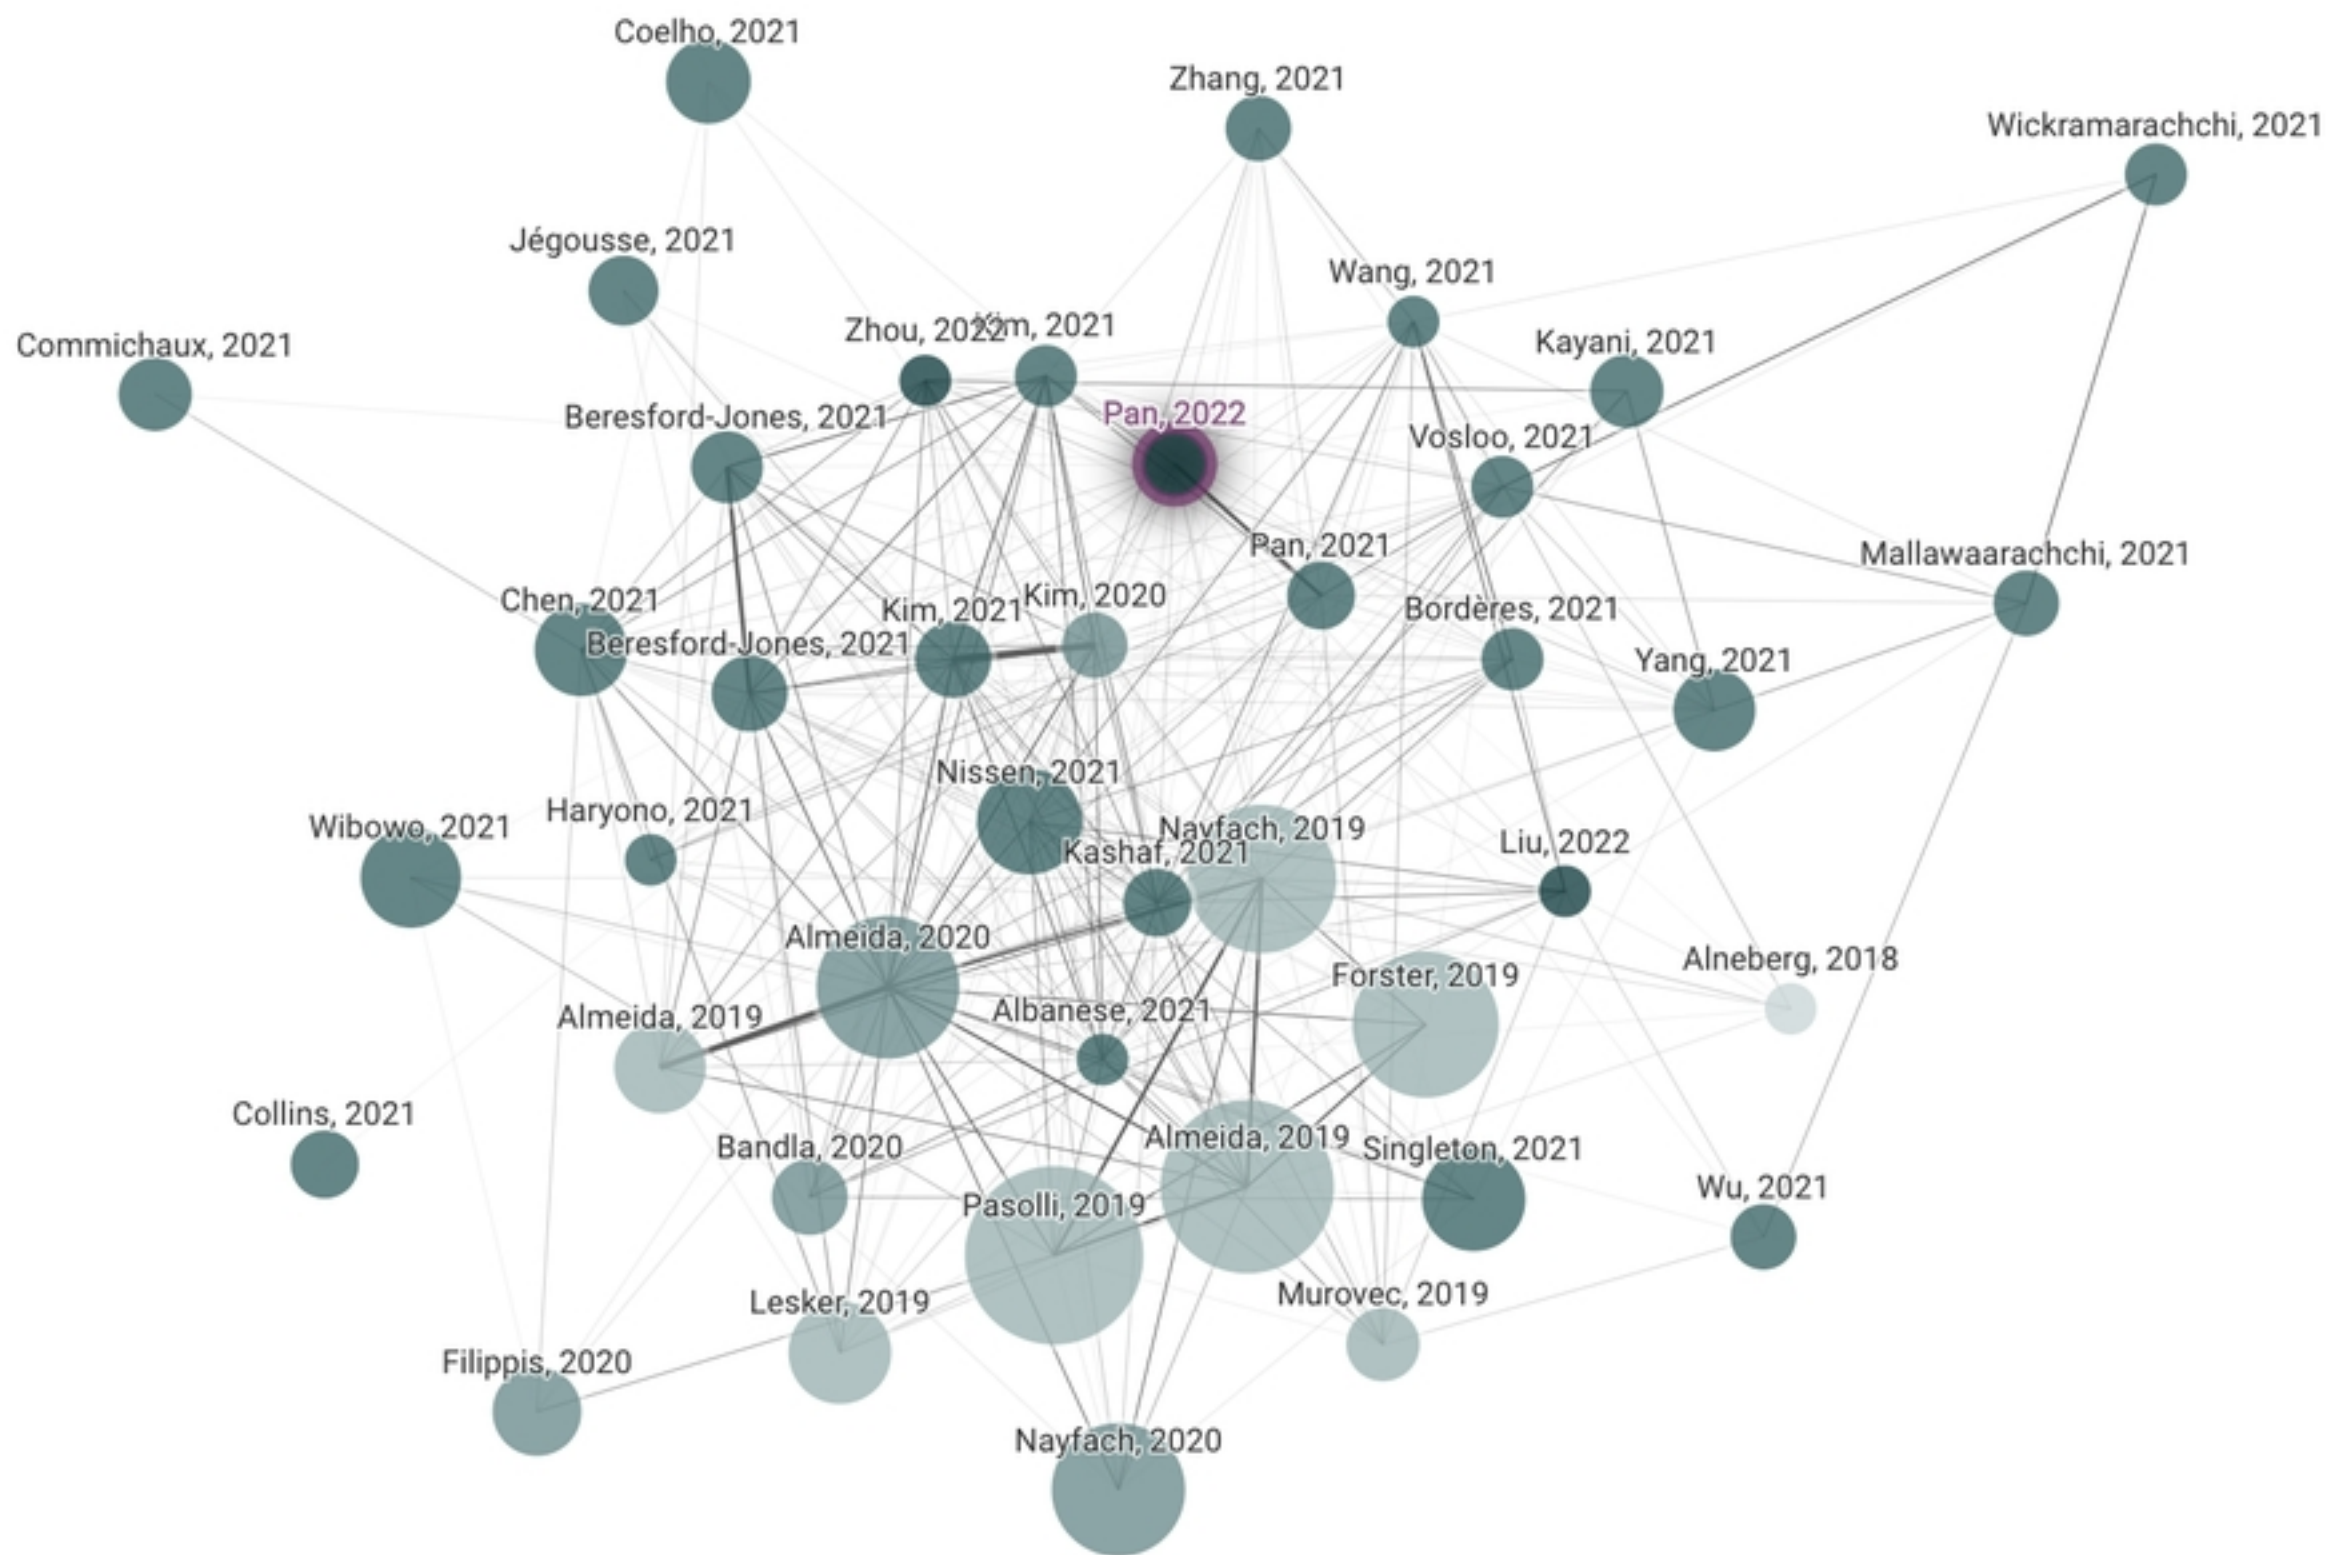 Coelho, 2021
Zhang, 2021
Wickramarachchi, 2021
Jégousse, 2021
Wang, 2021
Zhou, 2022
Kim, 2021
Kayani, 2021
Commichaux, 2021
Beresford-Jones, 2021
Pan, 2022
Vosloo, 2021
Pan, 2021
Mallawaarachchi, 2021
Chen, 2021
Kim, 2021
Kim, 2020
Bordères, 2021
Beresford-Jones, 2021
Yang, 2021
Nissen, 2021
Haryono, 2021
Wibowo, 2021
Nayfach, 2019
Kashaf, 2021
Liu, 2022
Almeida, 2020
Alneberg, 2018
Forster, 2019
Almeida, 2019
Albanese, 2021
Collins, 2021
Bandla, 2020
Almeida, 2019
Singleton, 2021
Pasolli, 2019
Wu, 2021
Lesker, 2019
Murovec, 2019
Filippis, 2020
Nayfach, 2020